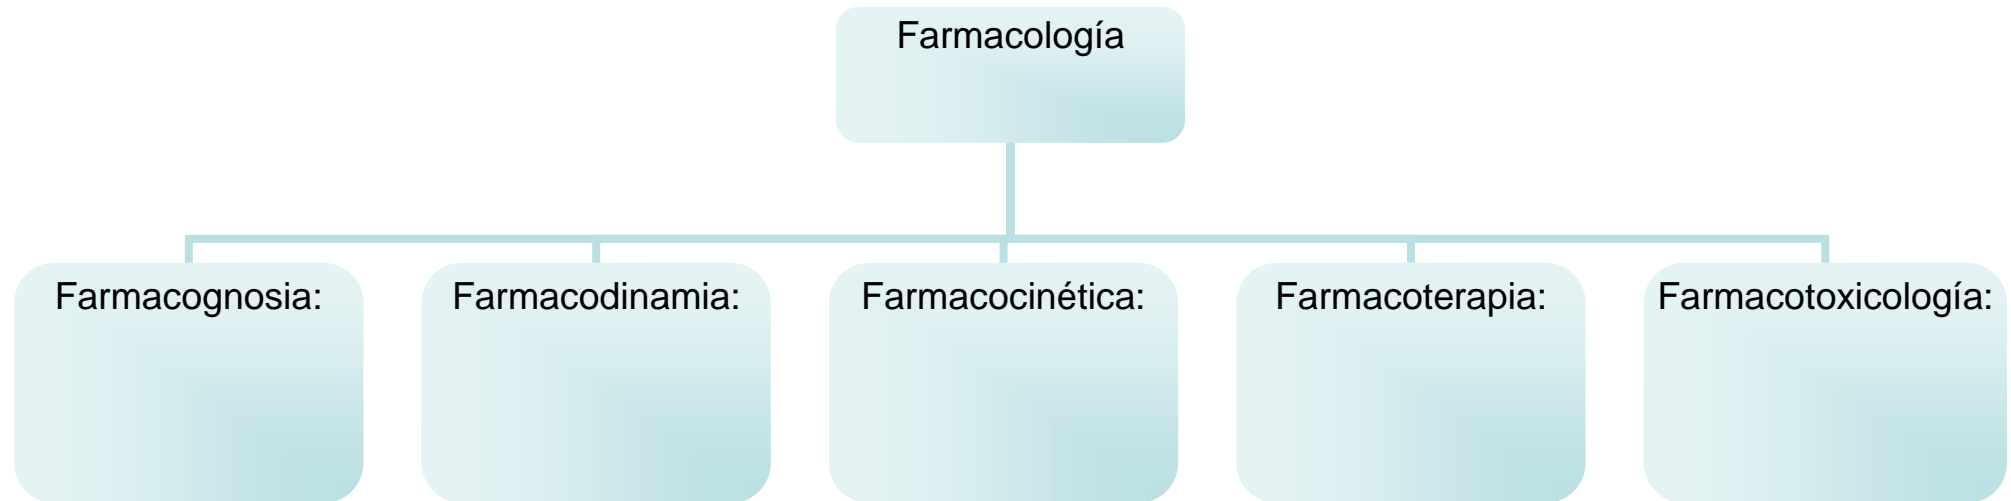 Farmacología
Farmacognosia:
Farmacodinamia:
Farmacocinética:
Farmacoterapia:
Farmacotoxicología: